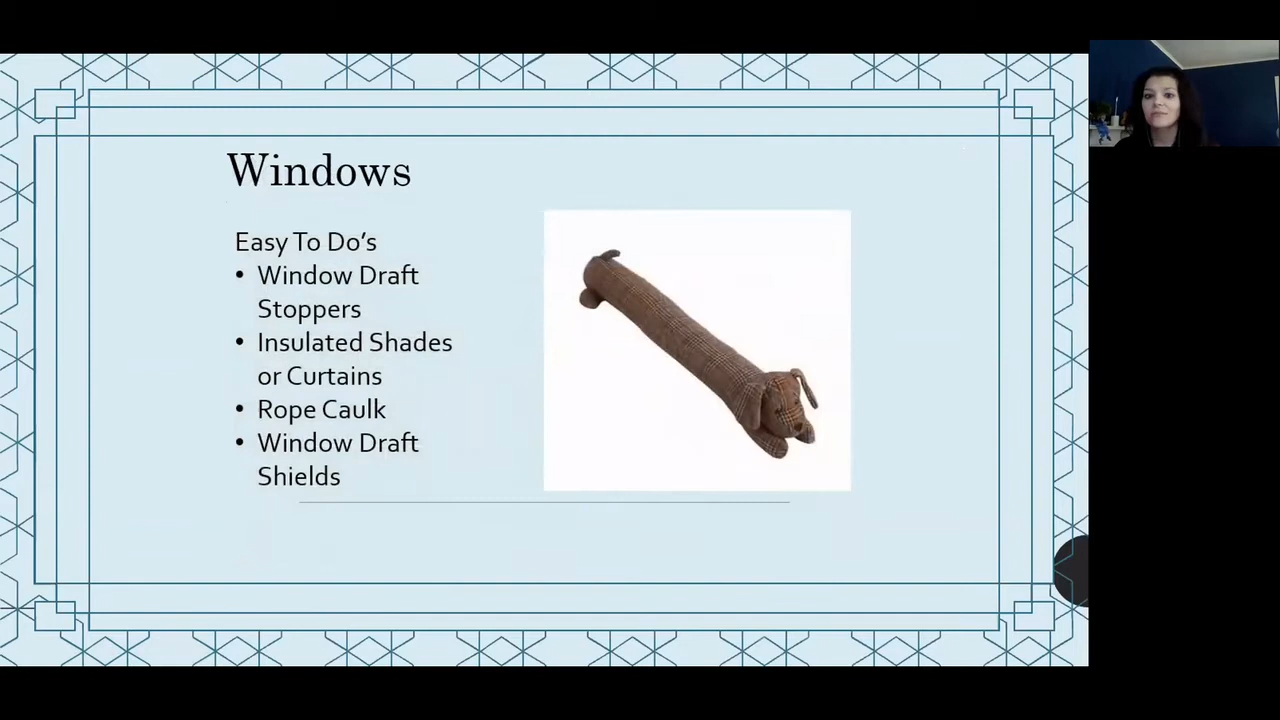 Windows
Easy To Do’s
• Window Draft
Stoppers
• Insulated Shades
or Curtains
• Rope Caulk
• Window Draft
Shields